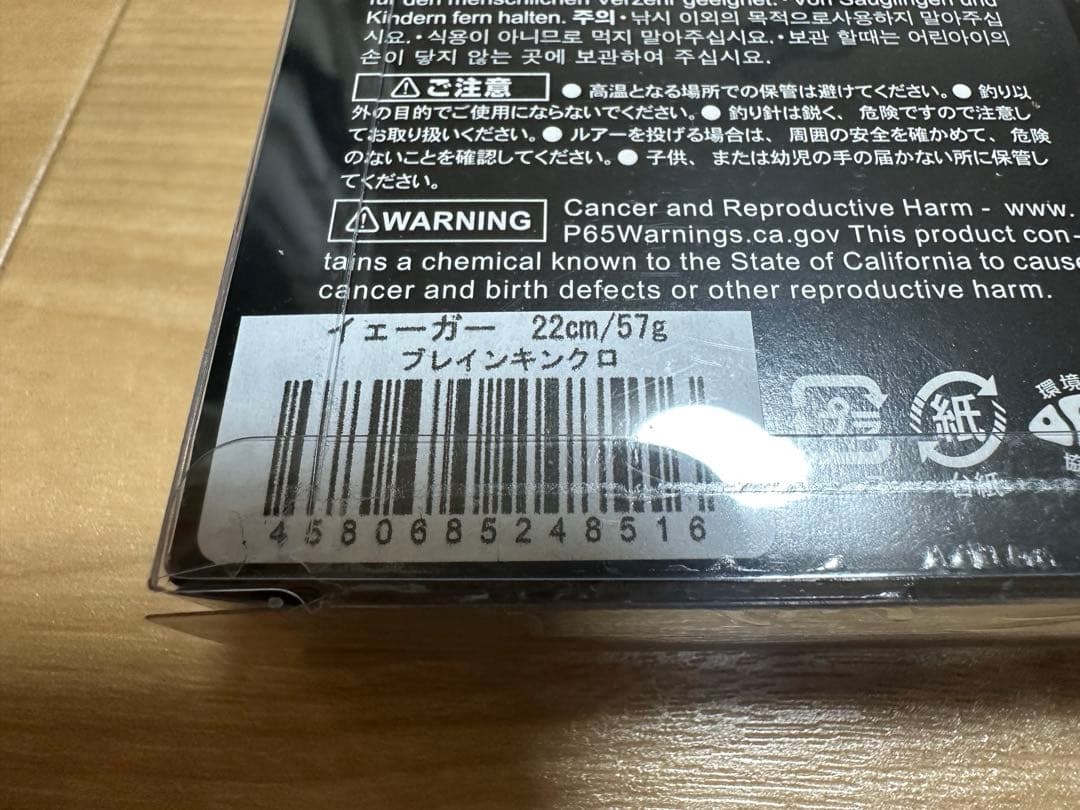 für den menschlichen Verzehr geeignet. · Von Säuglingen und
Kindern fern halten. 주의 · 낚시 이외의 목적으로사용하지 말아주십
시요. · 식용이 아니므로 먹지 말아주십시요. · 보관 할때는 어린아이의
손이 닿지 않는 곳에 보관하여 주십시요.
⚠ご注意 ● 高温となる場所での保管は避けてください。● 釣り以
外の目的でご使用にならないでください。● 釣り針は鋭く、危険ですので注意し
てお取り扱いください。● ルアーを投げる場合は、周囲の安全を確かめて、危険
のないことを確認してください。● 子供、または幼児の手の届かない所に保管し
てください。
⚠WARNING Cancer and Reproductive Harm - www.
P65Warnings.ca.gov This product con-
tains a chemical known to the State of California to cause
cancer and birth defects or other reproductive harm.
イェーガー 22cm/57g
ブレインキンクロ
4580685248516
紙
台紙
環境
協